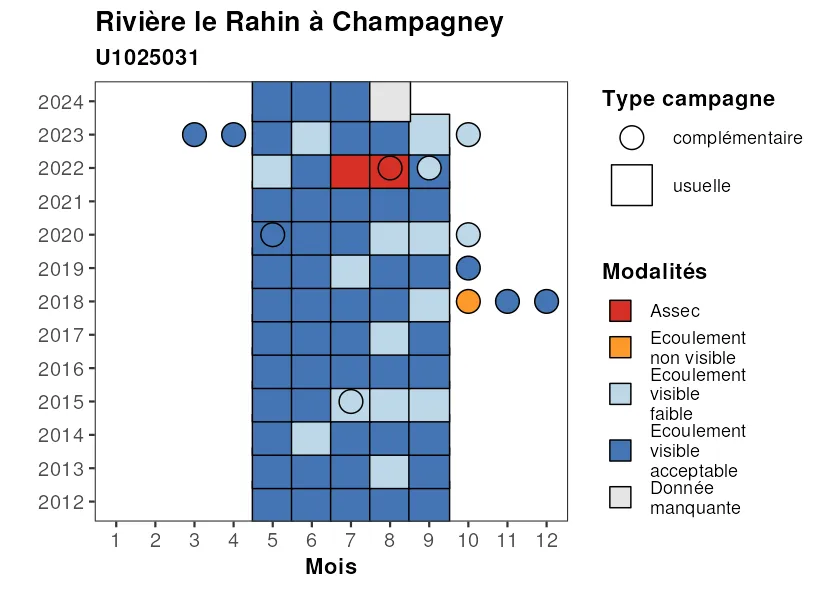 Rivière le Rahin à Champagney
U1025031
2024
2023
2022
2021
2020
2019
2018
2017
2016
2015
2014
2013
2012
1 2 3 4 5 6 7 8 9 10 11 12
Mois
Type campagne
complémentaire
usuelle
Modalités
Assec
Ecoulement
non visible
Ecoulement
visible
faible
Ecoulement
visible
acceptable
Donnée
manquante